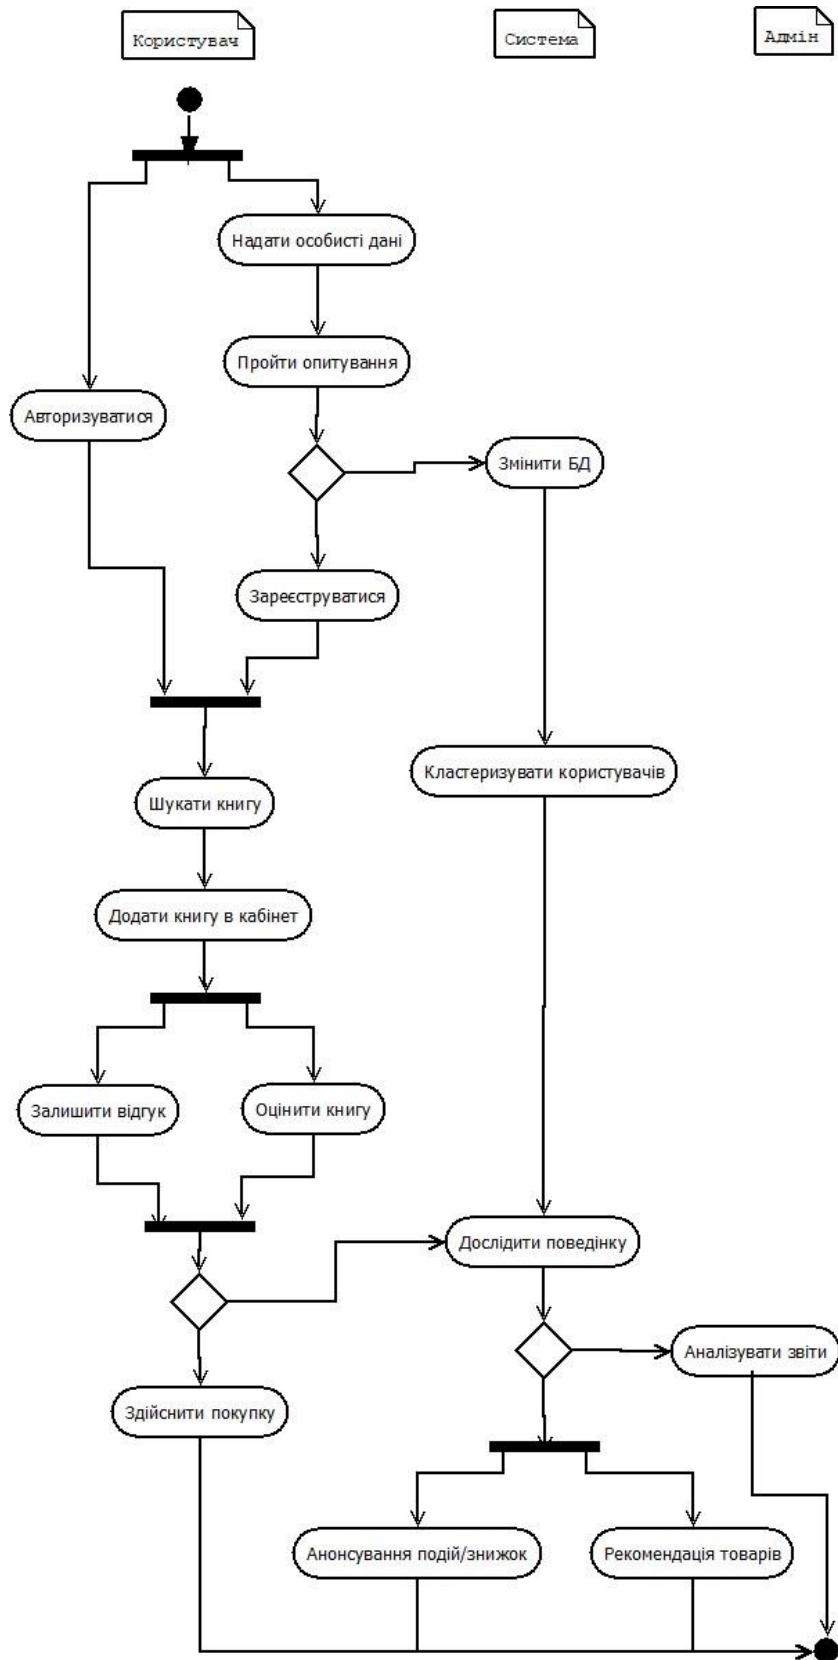 Користувач
Система
Адмін
Надати особисті дані
Пройти опитування
Авторизуватися
Змінити БД
Зареєструватися
Кластеризувати користувачів
Шукати книгу
Додати книгу в кабінет
Залишити відгук
Оцінити книгу
Дослідити поведінку
Аналізувати звіти
Здійснити покупку
Анонсування подій/знижок
Рекомендація товарів